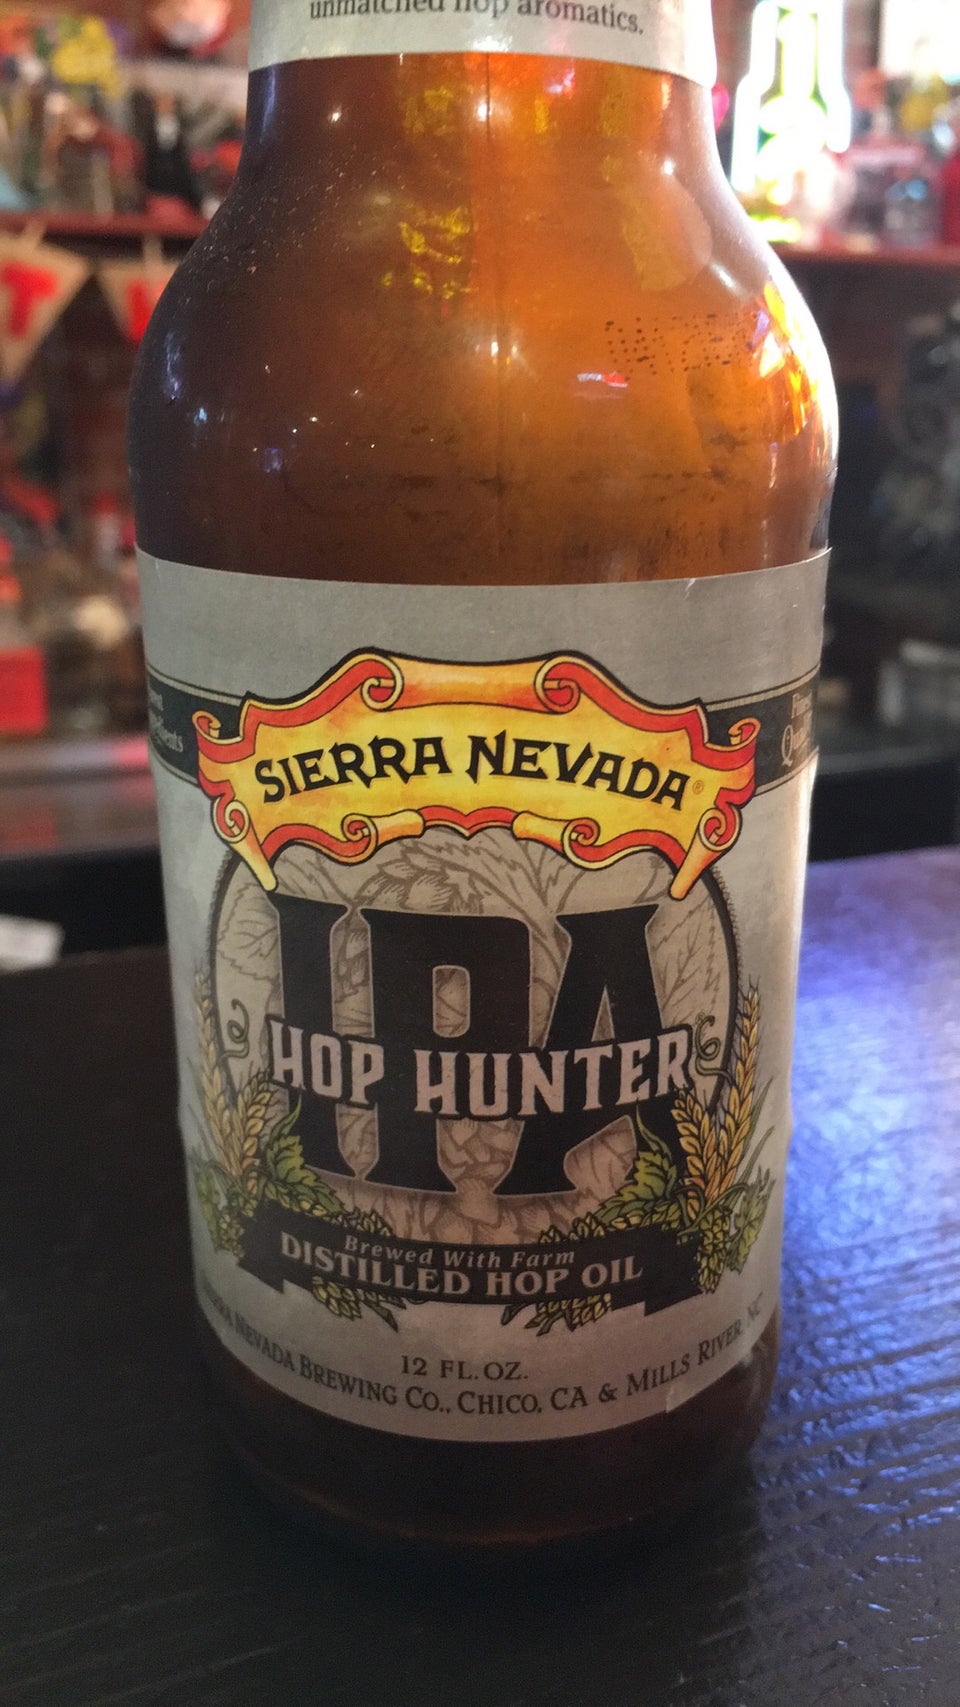 unmatched hop aromatics.
SIERRA NEVADA®
IPA
HOP HUNTER
Brewed With Farm
DISTILLED HOP OIL
12 FL. OZ.
NEVADA BREWING CO., CHICO, CA & MILLS RIVER, NC